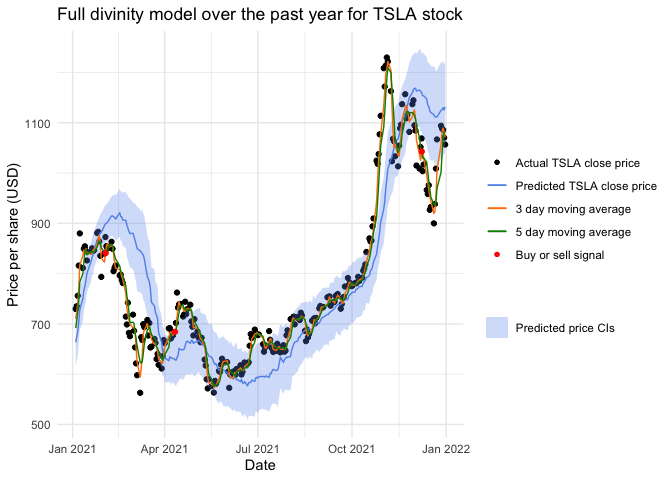 Full divinity model over the past year for TSLA stock
Price per share (USD)
1100
900
700
500
Jan 2021
Apr 2021
Jul 2021
Oct 2021
Jan 2022
Date
Actual TSLA close price
Predicted TSLA close price
3 day moving average
5 day moving average
Buy or sell signal
Predicted price CIs